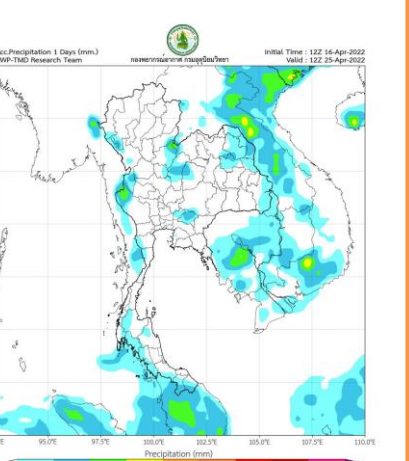 cc.Precipitation 1 Days (mm.)
WP-TMD Research Team
กองพยากรณ์อากาศ กรมอุตุนิยมวิทยา
Initial Time : 12Z 16-Apr-2022
Valid : 12Z 25-Apr-2022
95.0°E 97.5°E 100.0°E 102.5°E 105.0°E 107.5°E 110.0°E
Precipitation (mm)